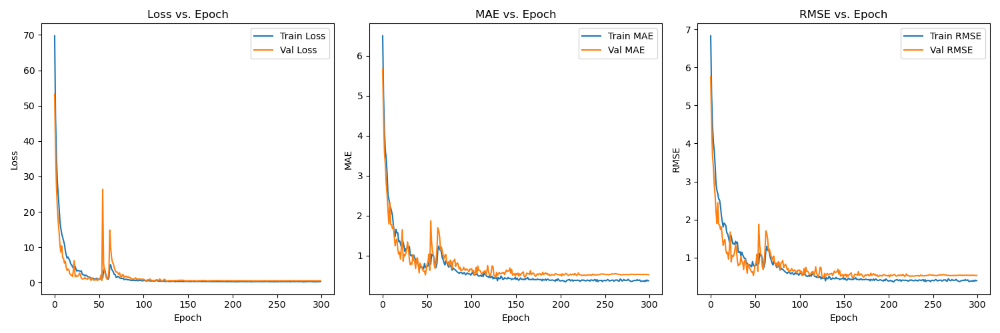 Loss vs. Epoch
Loss
70
60
50
40
30
20
10
0
0 50 100 150 200 250 300
Epoch
Train Loss
Val Loss
MAE vs. Epoch
MAE
6
5
4
3
2
1
0 50 100 150 200 250 300
Epoch
Train MAE
Val MAE
RMSE vs. Epoch
RMSE
7
6
5
4
3
2
1
0 50 100 150 200 250 300
Epoch
Train RMSE
Val RMSE